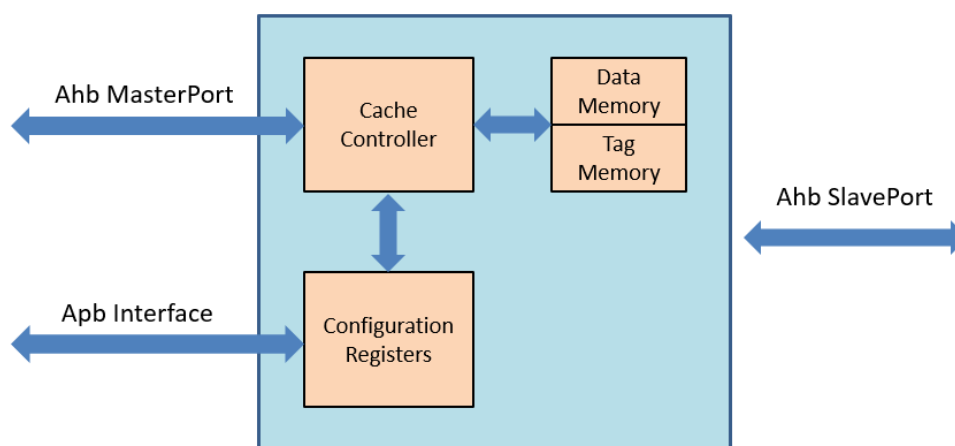 Ahb MasterPort
Cache
Controller
Data
Memory
Tag
Memory
Ahb SlavePort
Apb Interface
Configuration
Registers